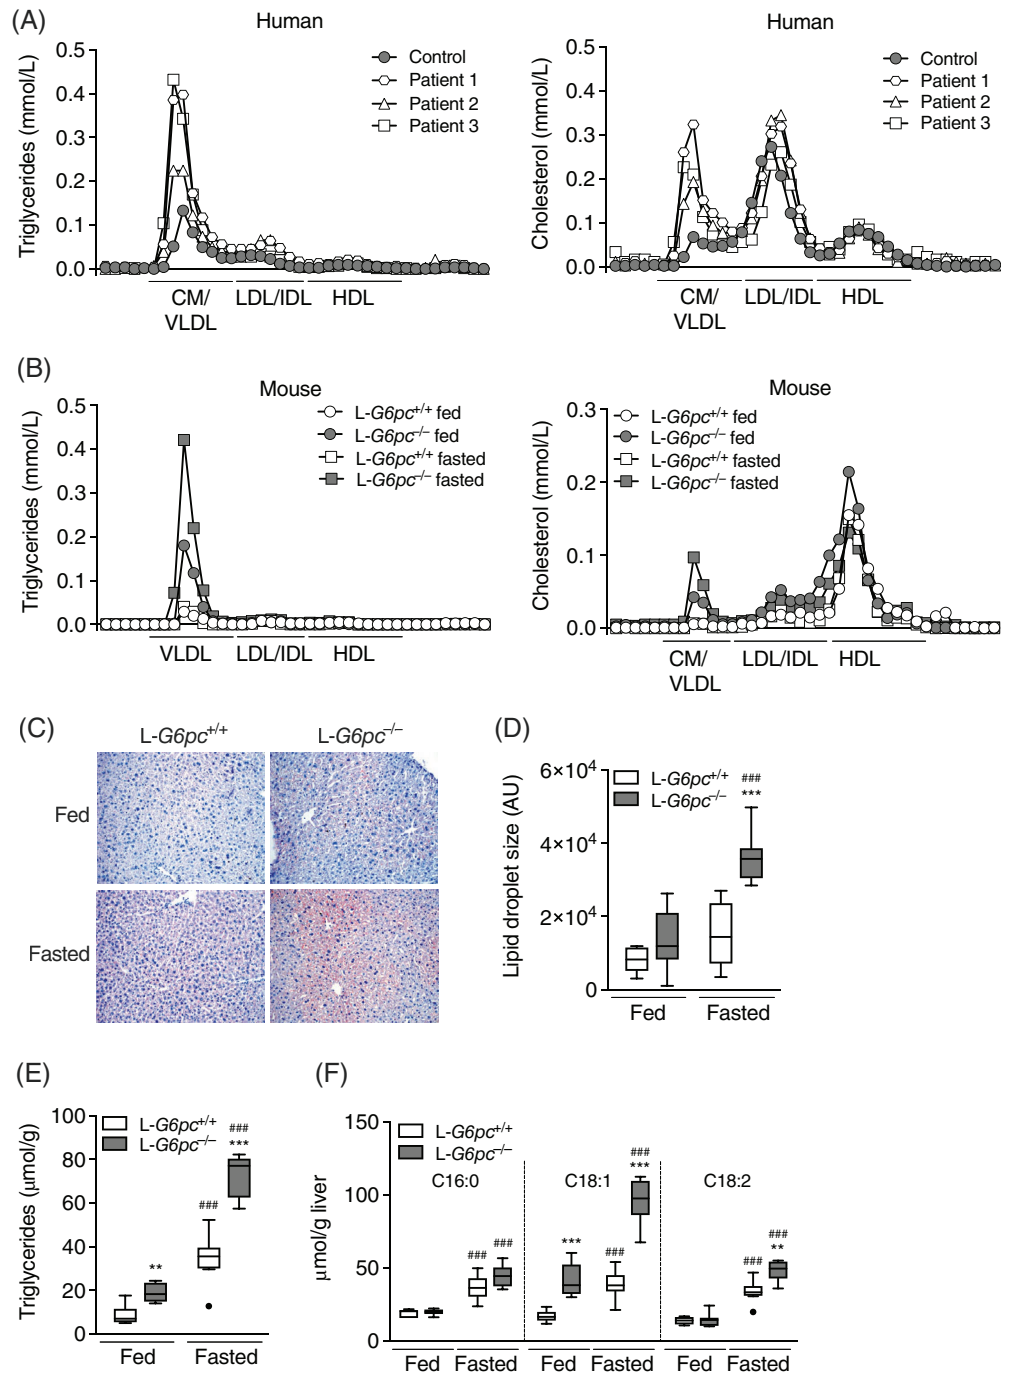 (A)
Human
Triglycerides (mmol/L)
0.5
0.4
0.3
0.2
0.1
0.0
Control
Patient 1
Patient 2
Patient 3
CM/
VLDL
LDL/IDL
HDL
Human
Cholesterol (mmol/L)
0.5
0.4
0.3
0.2
0.1
0.0
Control
Patient 1
Patient 2
Patient 3
CM/
VLDL
LDL/IDL
HDL
(B)
Mouse
Triglycerides (mmol/L)
0.5
0.4
0.3
0.2
0.1
0.0
L-G6pc+/+ fed
L-G6pc–/– fed
L-G6pc+/+ fasted
L-G6pc–/– fasted
VLDL
LDL/IDL
HDL
Mouse
Cholesterol (mmol/L)
0.3
0.2
0.1
0.0
L-G6pc+/+ fed
L-G6pc–/– fed
L-G6pc+/+ fasted
L-G6pc–/– fasted
CM/
VLDL
LDL/IDL
HDL
(C)
L-G6pc+/+
L-G6pc–/–
Fed
Fasted
(D)
Lipid droplet size (AU)
6×10⁴
4×10⁴
2×10⁴
0
L-G6pc+/+
L-G6pc–/–
###
***
Fed
Fasted
(E)
Triglycerides (μmol/g)
100
80
60
40
20
0
L-G6pc+/+
L-G6pc–/–
**
###
###
***
Fed
Fasted
(F)
μmol/g liver
150
100
50
0
L-G6pc+/+
L-G6pc–/–
C16:0
C18:1
C18:2
###
###
***
###
###
***
###
###
**
Fed
Fasted
Fed
Fasted
Fed
Fasted